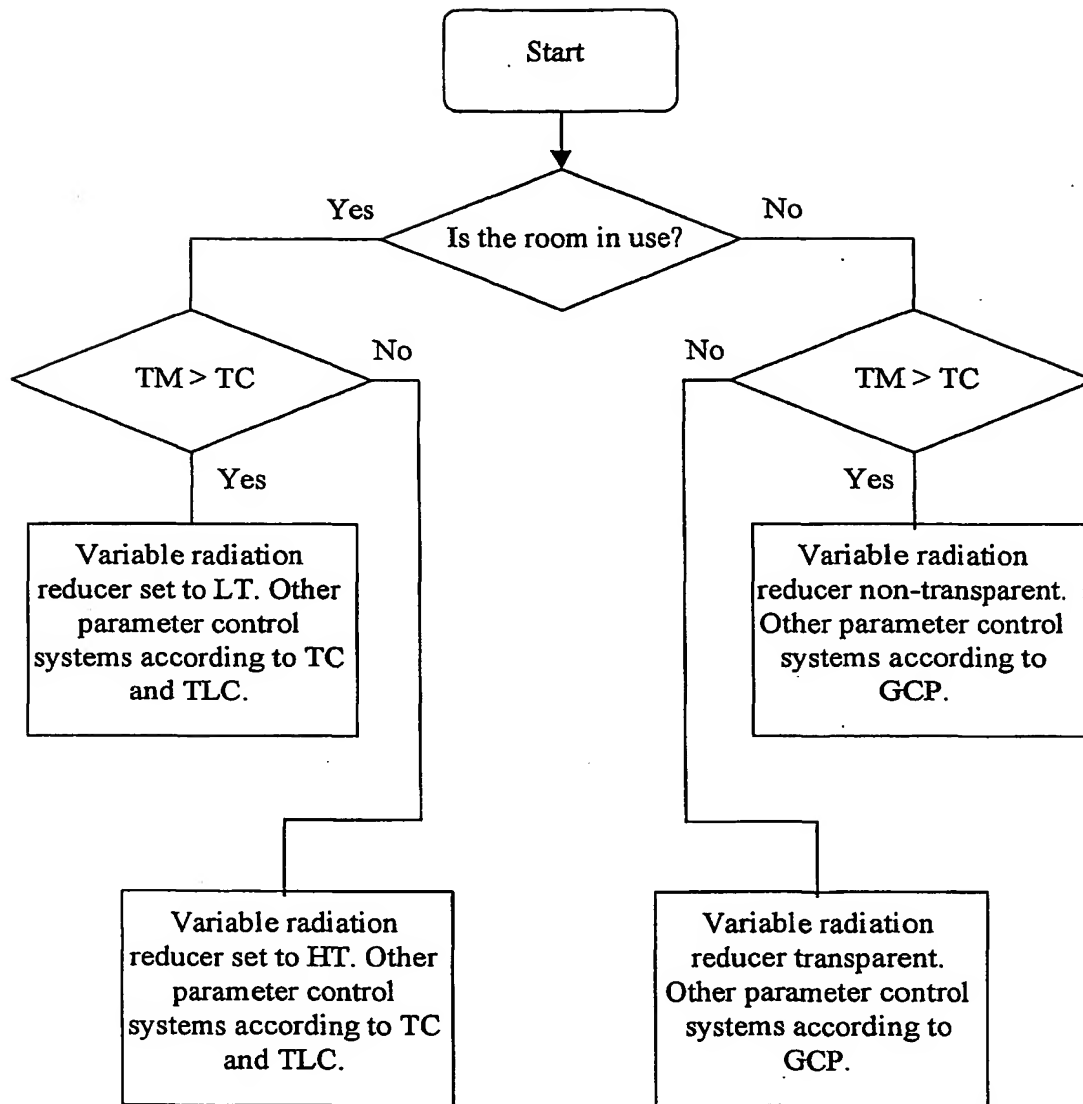 Start
Yes
No
Is the room in use?
No
No
TM > TC
TM > TC
Yes
Yes
Variable radiation
reducer set to LT. Other
parameter control
systems according to TC
and TLC.
Variable radiation
reducer non-transparent.
Other parameter control
systems according to
GCP.
Variable radiation
reducer set to HT. Other
parameter control
systems according to TC
and TLC.
Variable radiation
reducer transparent.
Other parameter control
systems according to
GCP.